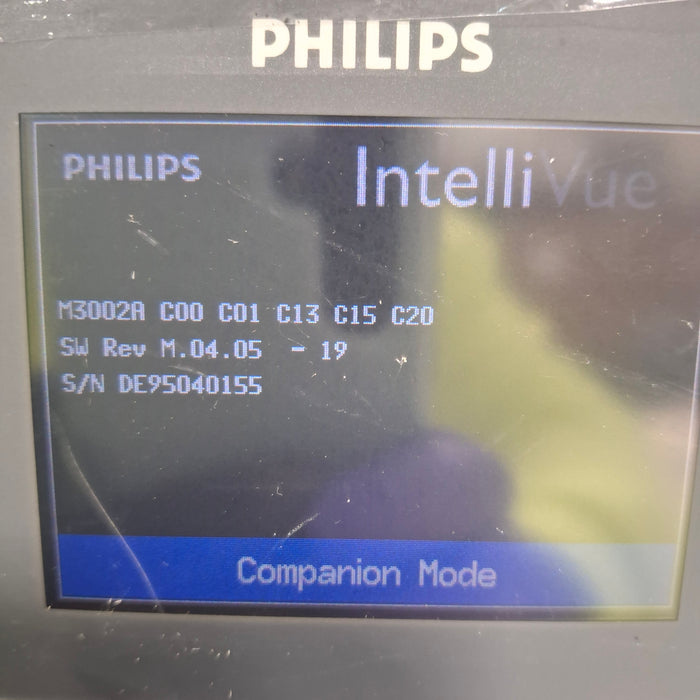 PHILIPS
PHILIPS IntelliVue
M3002A C00 C01 C13 C15 C20
SW Rev M.04.05 - 19
S/N DE95040155
Companion Mode